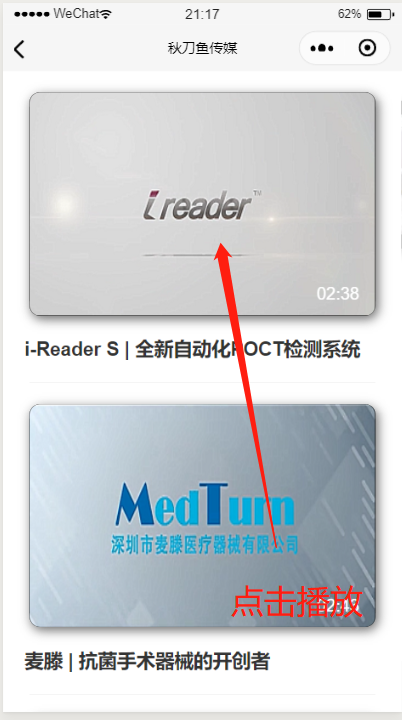 WeChat
21:17
62%
秋刀鱼传媒
i reader
TM
02:38
i-Reader S | 全新自动化POCT检测系统
MedTurn
深圳市麦滕医疗器械有限公司
点击播放
麦滕 | 抗菌手术器械的开创者